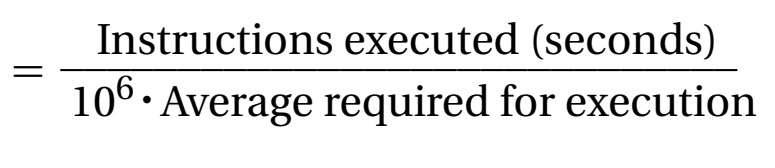 = Instructions executed (seconds)
10⁶ · Average required for execution